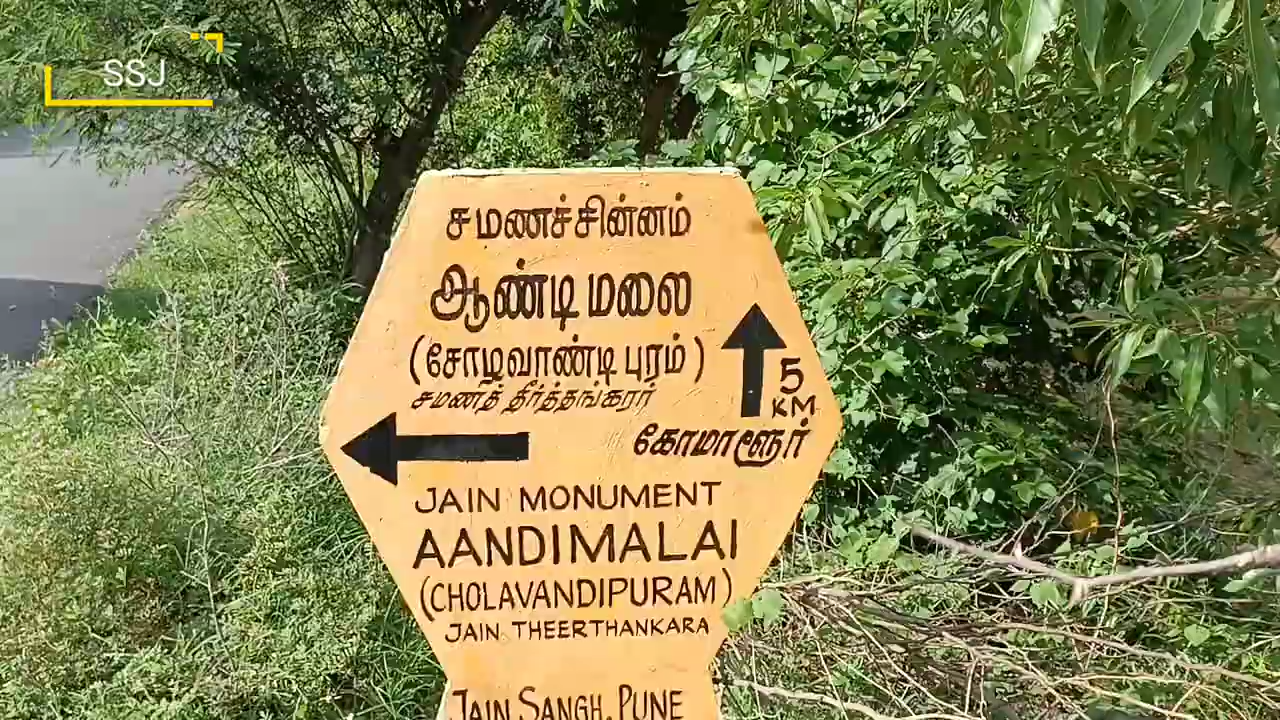 SSJ
சமணச்சின்னம்
ஆண்டிமலை
(சோழவாண்டிபுரம்)
சமணத் தீர்த்தங்கரர்
5
KM
கோமாளூர்
JAIN MONUMENT
AANDIMALAI
(CHOLAVANDIPURAM)
JAIN THEERTHANKARA
JAIN SANGH, PUNE